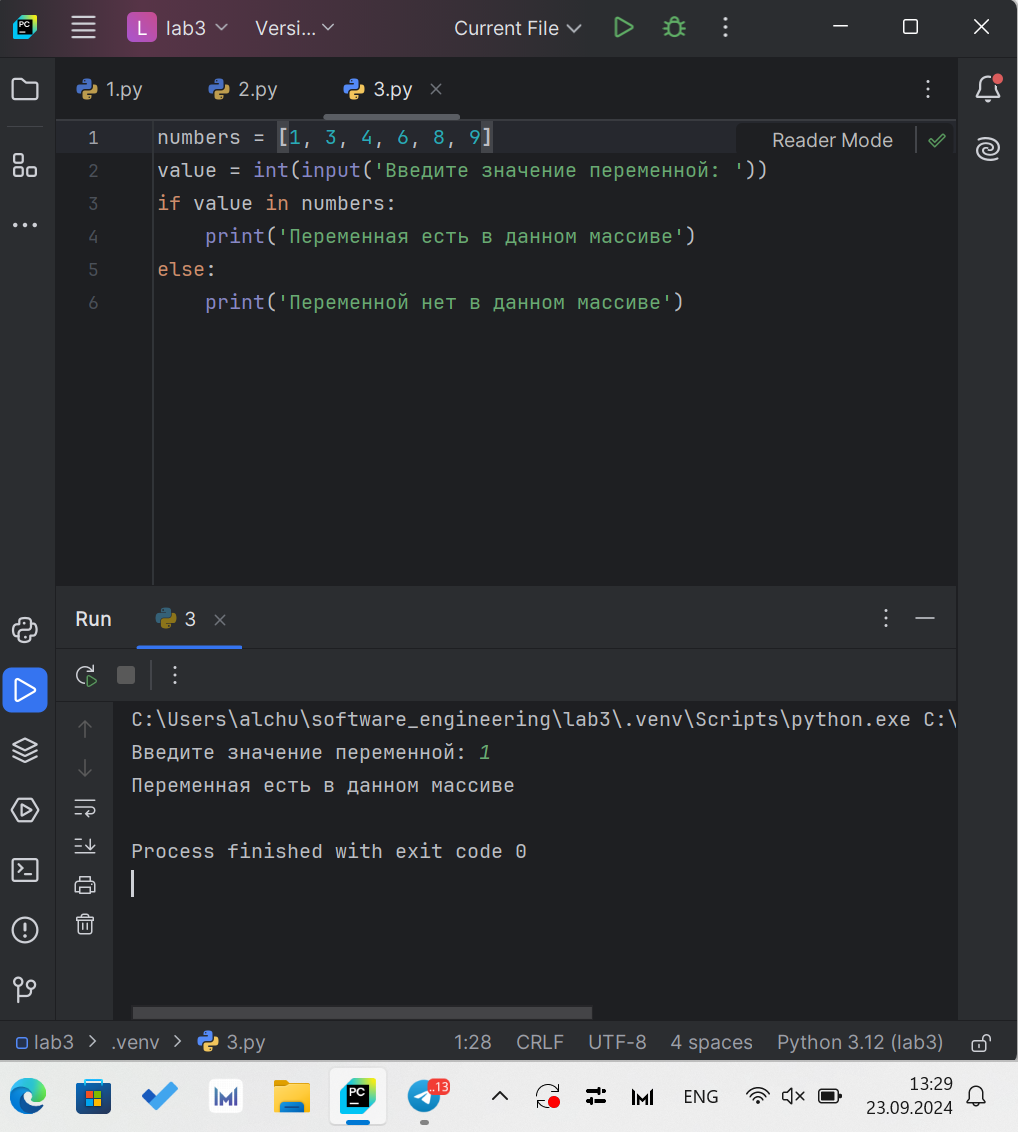 L lab3 Versi... Current File
1.py 2.py 3.py
Reader Mode
1 numbers = [1, 3, 4, 6, 8, 9]
2 value = int(input('Введите значение переменной: '))
3 if value in numbers:
4     print('Переменная есть в данном массиве')
5 else:
6     print('Переменной нет в данном массиве')
Run 3
C:\Users\alchu\software_engineering\lab3\.venv\Scripts\python.exe C:\
Введите значение переменной: 1
Переменная есть в данном массиве
Process finished with exit code 0
lab3 > .venv > 3.py 1:28 CRLF UTF-8 4 spaces Python 3.12 (lab3)
PC ..13 ENG 13:29
23.09.2024